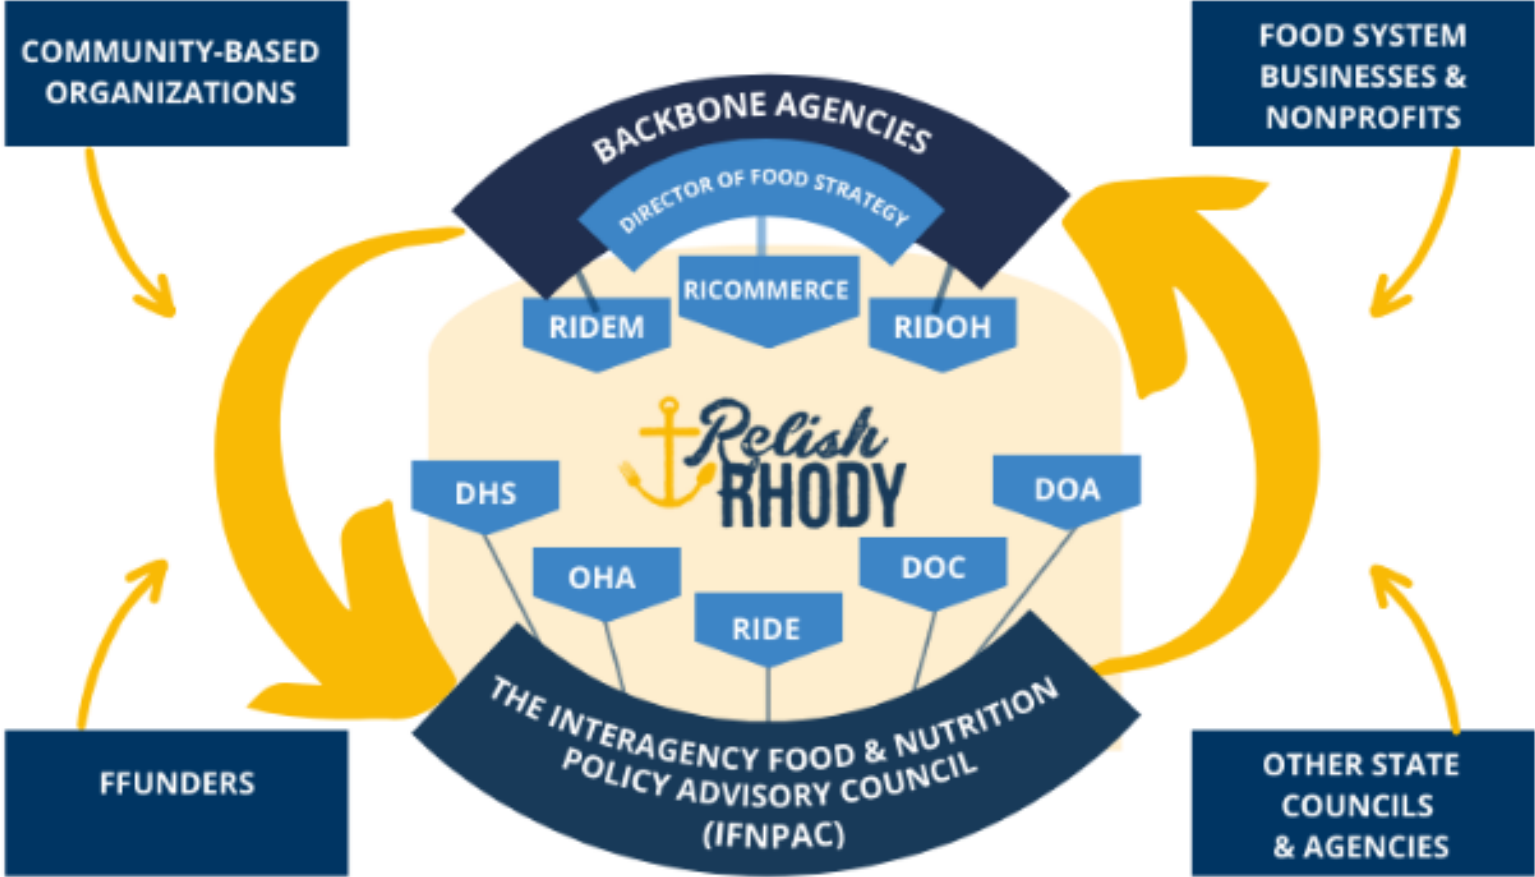 COMMUNITY-BASED
ORGANIZATIONS
FOOD SYSTEM
BUSINESSES &
NONPROFITS
BACKBONE AGENCIES
DIRECTOR OF FOOD STRATEGY
RICOMMERCE
RIDEM
RIDOH
Relish
RHODY
DHS
DOA
OHA
DOC
RIDE
THE INTERAGENCY FOOD & NUTRITION
POLICY ADVISORY COUNCIL
(IFNPAC)
FFUNDERS
OTHER STATE
COUNCILS
& AGENCIES